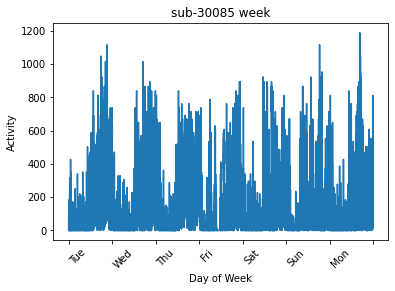 sub-30085 week
1200
1000
800
600
400
200
0
Activity
Tue
Wed
Thu
Fri
Sat
Sun
Mon
Day of Week